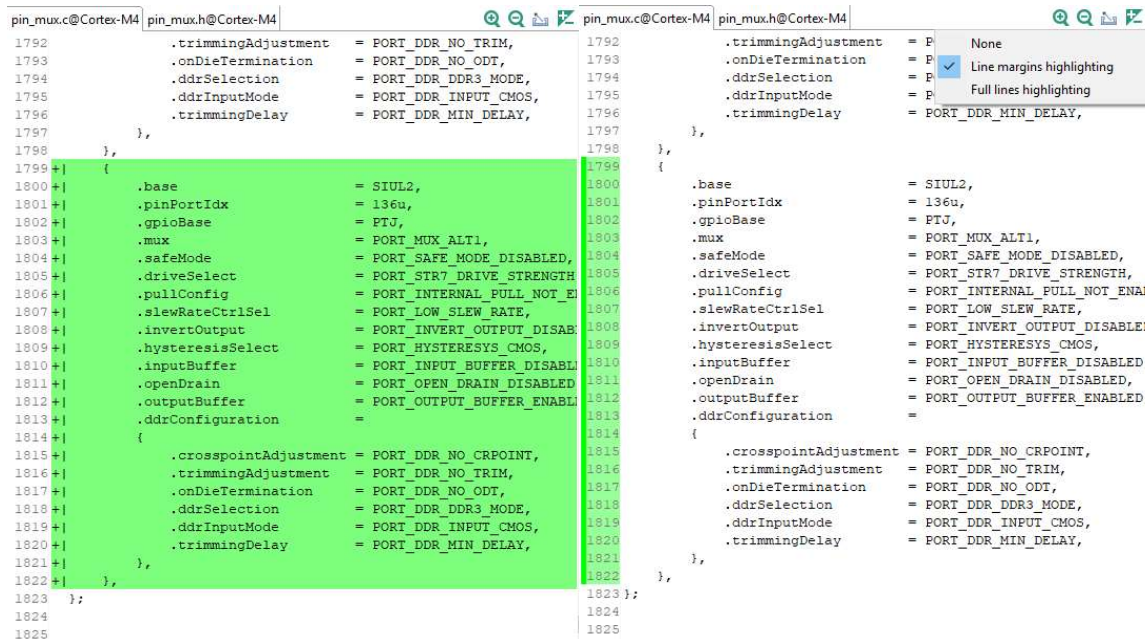 pin_mux.c@Cortex-M4 pin_mux.h@Cortex-M4
1792 .trimmingAdjustment = PORT_DDR_NO_TRIM,
1793 .onDieTermination = PORT_DDR_NO_ODT,
1794 .ddrSelection = PORT_DDR_DDR3_MODE,
1795 .ddrInputMode = PORT_DDR_INPUT_CMOS,
1796 .trimmingDelay = PORT_DDR_MIN_DELAY,
1797 },
1798 },
1799 +| {
1800 +| .base = SIUL2,
1801 +| .pinPortIdx = 136u,
1802 +| .gpioBase = PTJ,
1803 +| .mux = PORT_MUX_ALT1,
1804 +| .safeMode = PORT_SAFE_MODE_DISABLED,
1805 +| .driveSelect = PORT_STR7_DRIVE_STRENGTH
1806 +| .pullConfig = PORT_INTERNAL_PULL_NOT_E
1807 +| .slewRateCtrlSel = PORT_LOW_SLEW_RATE,
1808 +| .invertOutput = PORT_INVERT_OUTPUT_DISAB
1809 +| .hysteresisSelect = PORT_HYSTERESYS_CMOS,
1810 +| .inputBuffer = PORT_INPUT_BUFFER_DISABL
1811 +| .openDrain = PORT_OPEN_DRAIN_DISABLED
1812 +| .outputBuffer = PORT_OUTPUT_BUFFER_ENABL
1813 +| .ddrConfiguration =
1814 +| {
1815 +| .crosspointAdjustment = PORT_DDR_NO_CRPOINT,
1816 +| .trimmingAdjustment = PORT_DDR_NO_TRIM,
1817 +| .onDieTermination = PORT_DDR_NO_ODT,
1818 +| .ddrSelection = PORT_DDR_DDR3_MODE,
1819 +| .ddrInputMode = PORT_DDR_INPUT_CMOS,
1820 +| .trimmingDelay = PORT_DDR_MIN_DELAY,
1821 +| },
1822 +| },
1823 };
1824
1825
pin_mux.c@Cortex-M4 pin_mux.h@Cortex-M4
None
Line margins highlighting
Full lines highlighting
1792 .trimmingAdjustment = P
1793 .onDieTermination = P
1794 .ddrSelection = P
1795 .ddrInputMode = P
1796 .trimmingDelay = PORT_DDR_MIN_DELAY,
1797 },
1798 },
1799 {
1800 .base = SIUL2,
1801 .pinPortIdx = 136u,
1802 .gpioBase = PTJ,
1803 .mux = PORT_MUX_ALT1,
1804 .safeMode = PORT_SAFE_MODE_DISABLED,
1805 .driveSelect = PORT_STR7_DRIVE_STRENGTH,
1806 .pullConfig = PORT_INTERNAL_PULL_NOT_ENAB
1807 .slewRateCtrlSel = PORT_LOW_SLEW_RATE,
1808 .invertOutput = PORT_INVERT_OUTPUT_DISABLE
1809 .hysteresisSelect = PORT_HYSTERESYS_CMOS,
1810 .inputBuffer = PORT_INPUT_BUFFER_DISABLED
1811 .openDrain = PORT_OPEN_DRAIN_DISABLED,
1812 .outputBuffer = PORT_OUTPUT_BUFFER_ENABLED
1813 .ddrConfiguration =
1814 {
1815 .crosspointAdjustment = PORT_DDR_NO_CRPOINT,
1816 .trimmingAdjustment = PORT_DDR_NO_TRIM,
1817 .onDieTermination = PORT_DDR_NO_ODT,
1818 .ddrSelection = PORT_DDR_DDR3_MODE,
1819 .ddrInputMode = PORT_DDR_INPUT_CMOS,
1820 .trimmingDelay = PORT_DDR_MIN_DELAY,
1821 },
1822 },
1823 };
1824
1825